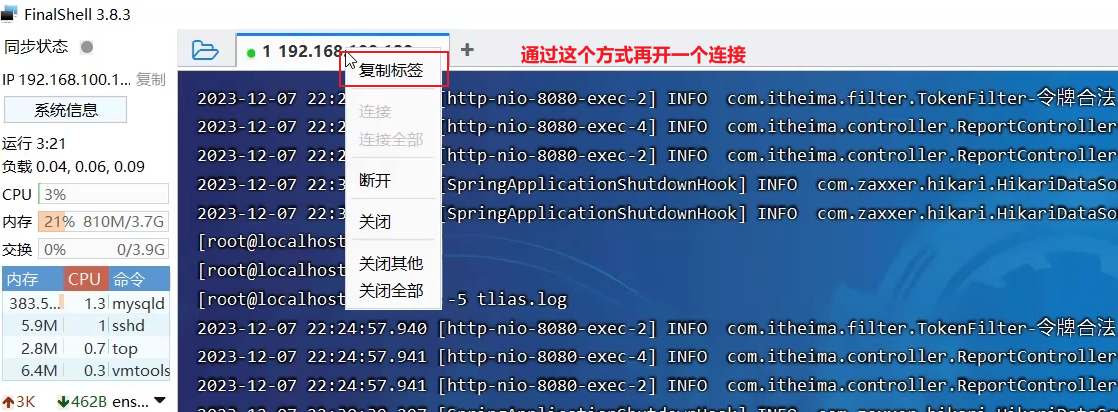 FinalShell 3.8.3
同步状态
IP 192.168.100.1... 复制
系统信息
运行 3:21
负载 0.04, 0.06, 0.09
CPU 3%
内存 21% 810M/3.7G
交换 0% 0/3.9G
内存 CPU 命令
383.5... 1.3 mysqld
5.9M 1 sshd
2.8M 0.7 top
6.4M 0.3 vmtools
3K 462B ens...
1 192.168.100.
+
通过这个方式再开一个连接
复制标签
连接
连接全部
断开
关闭
关闭其他
关闭全部
2023-12-07 22:2 [http-nio-8080-exec-2] INFO com.itheima.filter.TokenFilter-令牌合法
2023-12-07 22:2 [http-nio-8080-exec-4] INFO com.itheima.controller.ReportController
2023-12-07 22:2 [http-nio-8080-exec-2] INFO com.itheima.controller.ReportController
2023-12-07 22:3 [SpringApplicationShutdownHook] INFO com.zaxxer.hikari.HikariDataSo
2023-12-07 22:3 [SpringApplicationShutdownHook] INFO com.zaxxer.hikari.HikariDataSo
[root@localhost
[root@localhost
[root@localhost -5 tlias.log
2023-12-07 22:24:57.940 [http-nio-8080-exec-2] INFO com.itheima.filter.TokenFilter-令牌合法
2023-12-07 22:24:57.941 [http-nio-8080-exec-4] INFO com.itheima.controller.ReportController
2023-12-07 22:24:57.941 [http-nio-8080-exec-2] INFO com.itheima.controller.ReportController